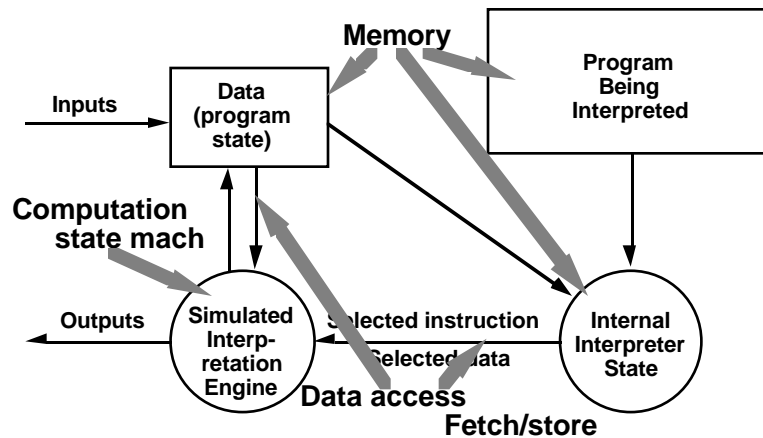 Memory
Program
Being
Interpreted
Data
(program
state)
Inputs
Computation
state mach
Outputs
Simulated
Interp-
retation
Engine
Selected instruction
Selected data
Internal
Interpreter
State
Data access
Fetch/store